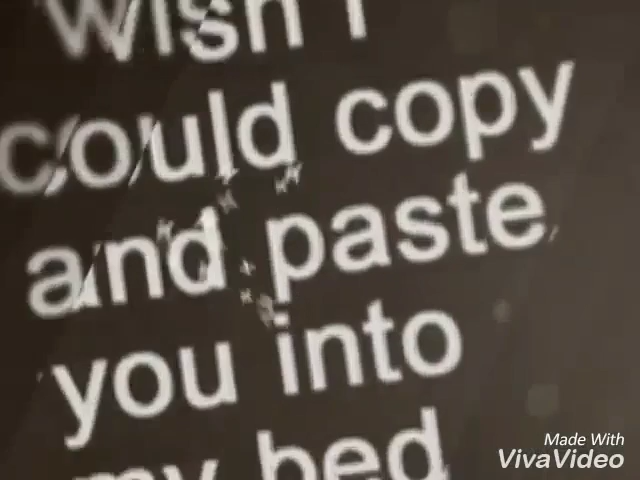 Wish I
could copy
and paste
you into
my bed
Made With
VivaVideo